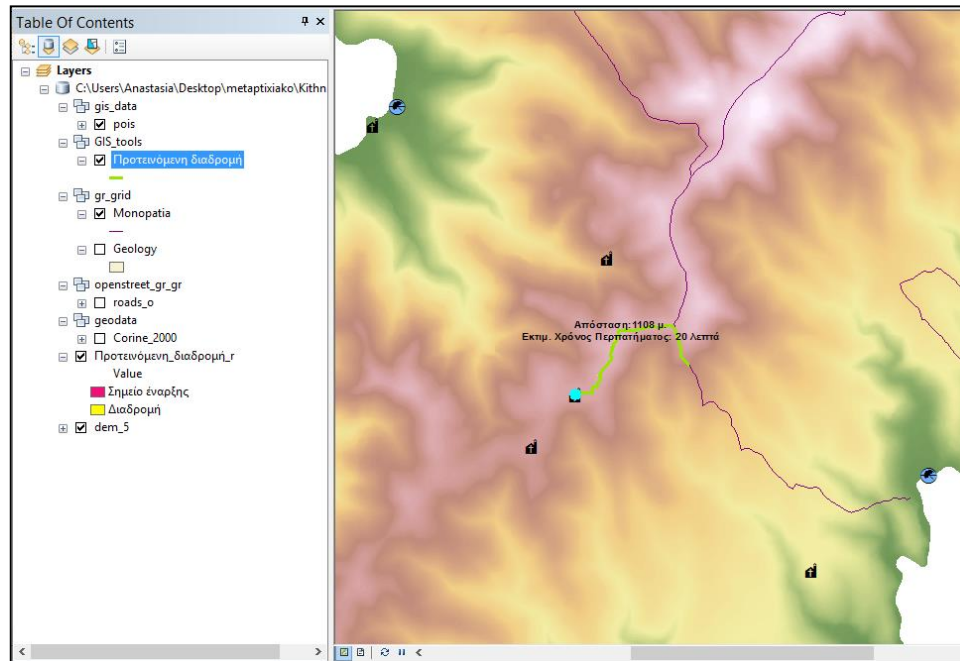 Table Of Contents
Layers
C:\Users\Anastasia\Desktop\metaptixiako\Kithn
gis_data
pois
GIS_tools
Προτεινόμενη διαδρομή
gr_grid
Monopatia
Geology
openstreet_gr_gr
roads_o
geodata
Corine_2000
Προτεινόμενη_διαδρομή_r
Value
Σημείο έναρξης
Διαδρομή
dem_5
Απόσταση: 1108 μ.
Εκτιμ. Χρόνος Περπατήματος: 20 λεπτά